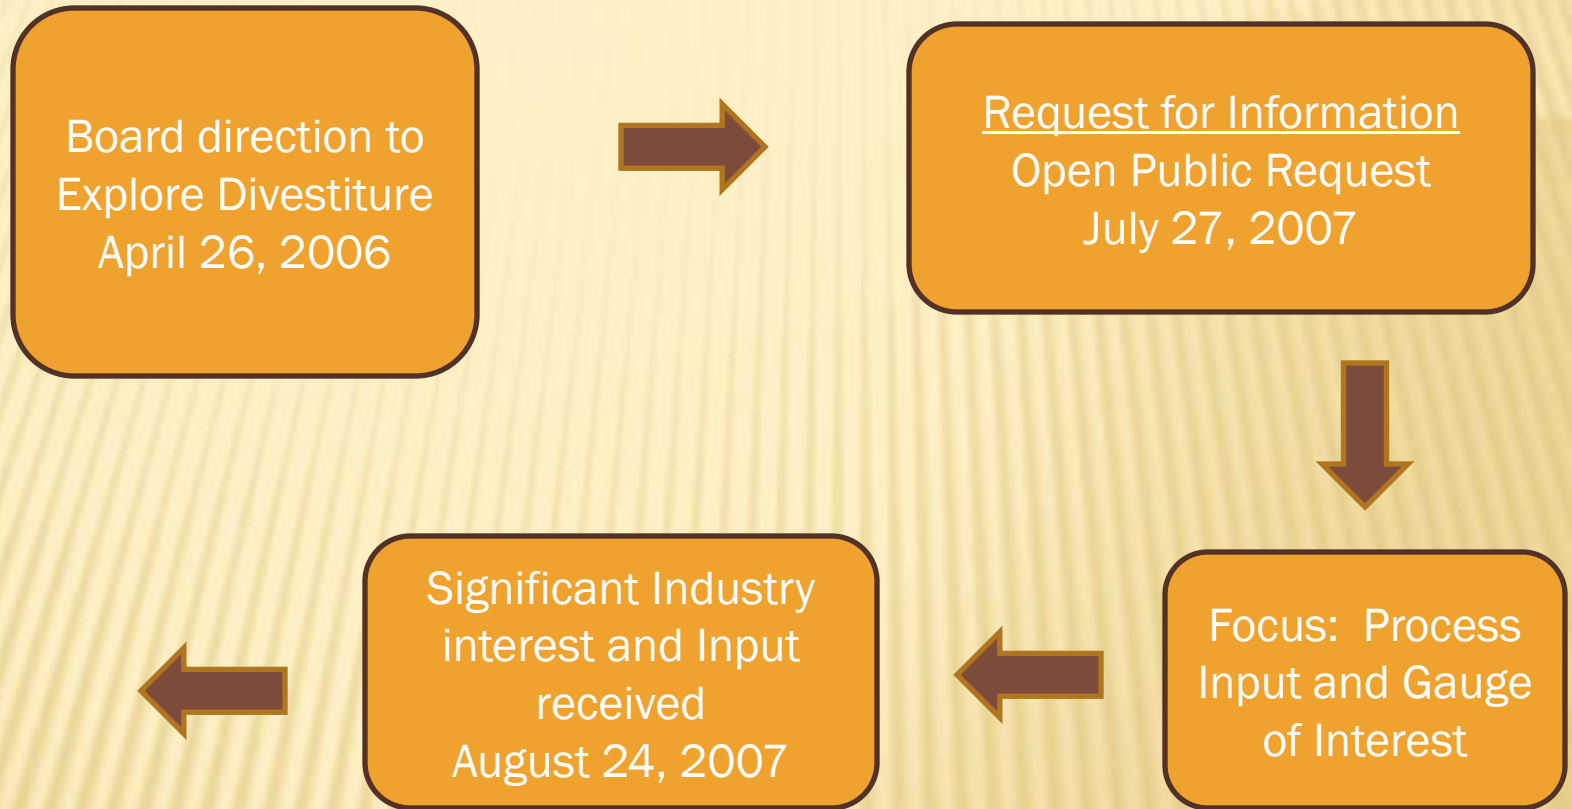 Board direction to
Explore Divestiture
April 26, 2006
Request for Information
Open Public Request
July 27, 2007
Focus:  Process
Input and Gauge
of Interest
Significant Industry
interest and Input
received
August 24, 2007